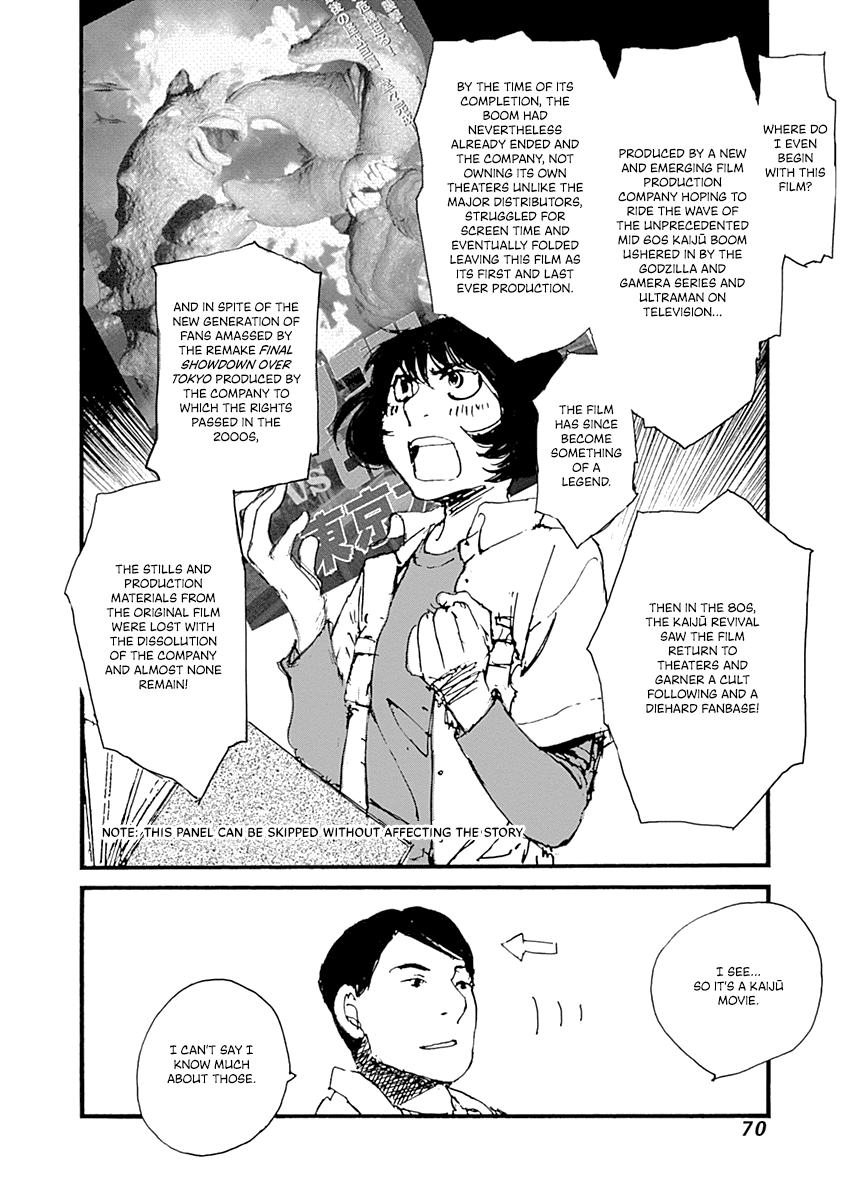 WHERE DO
I EVEN
BEGIN
WITH THIS
FILM?
PRODUCED BY A NEW
AND EMERGING FILM
PRODUCTION
COMPANY HOPING TO
RIDE THE WAVE OF
THE UNPRECEDENTED
MID 60S KAIJŪ BOOM
USHERED IN BY THE
GODZILLA AND
GAMERA SERIES AND
ULTRAMAN ON
TELEVISION...
BY THE TIME OF ITS
COMPLETION, THE
BOOM HAD
NEVERTHELESS
ALREADY ENDED AND
THE COMPANY, NOT
OWNING ITS OWN
THEATERS UNLIKE THE
MAJOR DISTRIBUTORS,
STRUGGLED FOR
SCREEN TIME AND
EVENTUALLY FOLDED
LEAVING THIS FILM AS
ITS FIRST AND LAST
EVER PRODUCTION.
THE FILM
HAS SINCE
BECOME
SOMETHING
OF A
LEGEND.
THEN IN THE 80S,
THE KAIJŪ REVIVAL
SAW THE FILM
RETURN TO
THEATERS AND
GARNER A CULT
FOLLOWING AND A
DIEHARD FANBASE!
AND IN SPITE OF THE
NEW GENERATION OF
FANS AMASSED BY
THE REMAKE FINAL
SHOWDOWN OVER
TOKYO PRODUCED BY
THE COMPANY TO
WHICH THE RIGHTS
PASSED IN THE
2000S,
THE STILLS AND
PRODUCTION
MATERIALS FROM
THE ORIGINAL FILM
WERE LOST WITH
THE DISSOLUTION
OF THE COMPANY
AND ALMOST NONE
REMAIN!
VS
東京
NOTE: THIS PANEL CAN BE SKIPPED WITHOUT AFFECTING THE STORY
I SEE...
SO IT'S A KAIJŪ
MOVIE.
I CAN'T SAY I
KNOW MUCH
ABOUT THOSE.
70